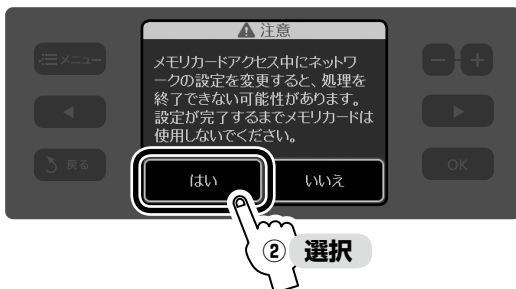 注意
メニュー
メモリカードアクセス中にネットワ
ークの設定を変更すると、処理を
終了できない可能性があります。
設定が完了するまでメモリカードは
使用しないでください。
戻る
はい
いいえ
OK
② 選択